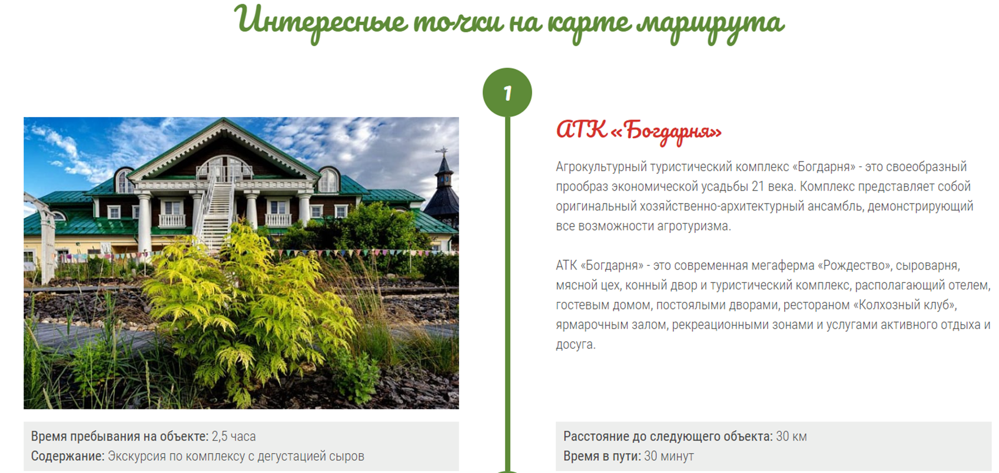 Интересные точки на карте маршрута
1
АТК «Богдарня»
Агрокультурный туристический комплекс «Богдарня» - это своеобразный
прообраз экономической усадьбы 21 века. Комплекс представляет собой
оригинальный хозяйственно-архитектурный ансамбль, демонстрирующий
все возможности агротуризма.
АТК «Богдарня» - это современная мегаферма «Рождество», сыроварня,
мясной цех, конный двор и туристический комплекс, располагающий отелем,
гостевым домом, постоялыми дворами, рестораном «Колхозный клуб»,
ярмарочным залом, рекреационными зонами и услугами активного отдыха и
досуга.
Время пребывания на объекте: 2,5 часа
Содержание: Экскурсия по комплексу с дегустацией сыров
Расстояние до следующего объекта: 30 км
Время в пути: 30 минут